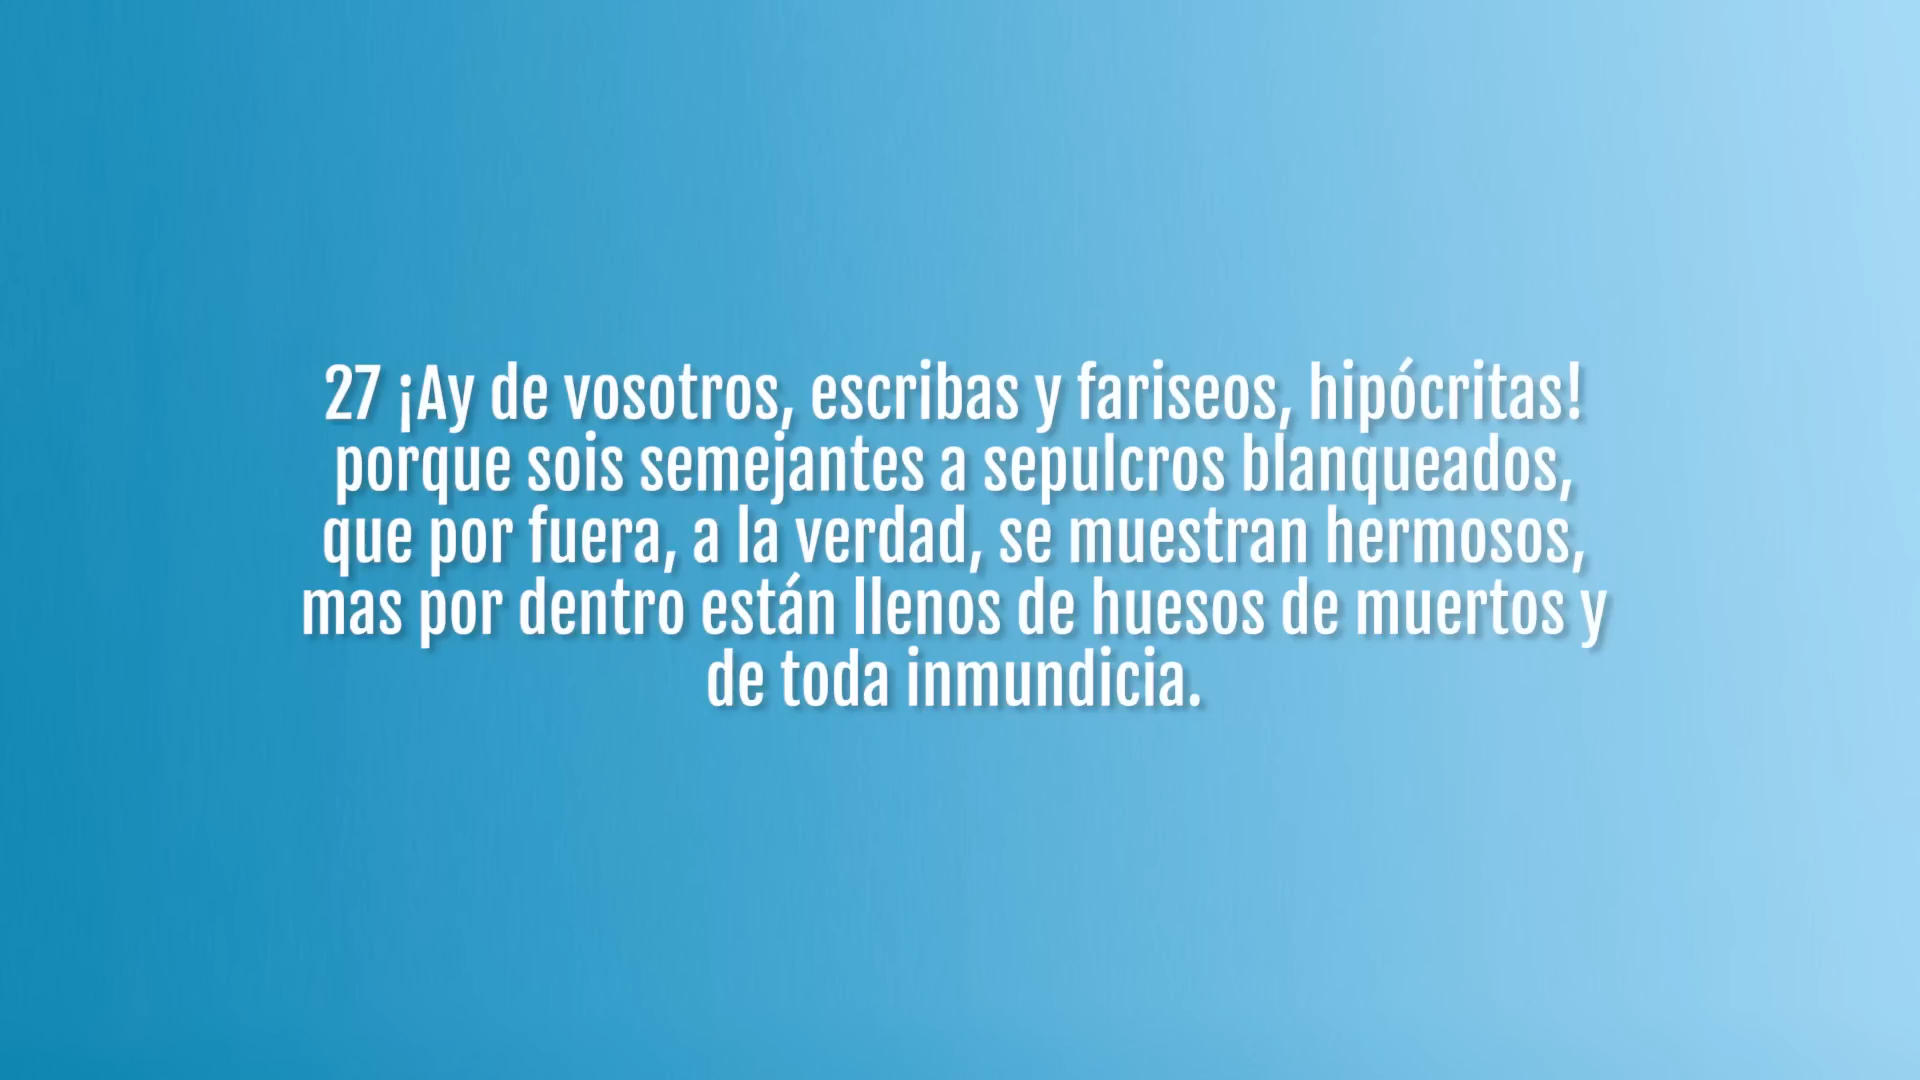 27 ¡Ay de vosotros, escribas y fariseos, hipócritas!
porque sois semejantes a sepulcros blanqueados,
que por fuera, a la verdad, se muestran hermosos,
mas por dentro están llenos de huesos de muertos y
de toda inmundicia.